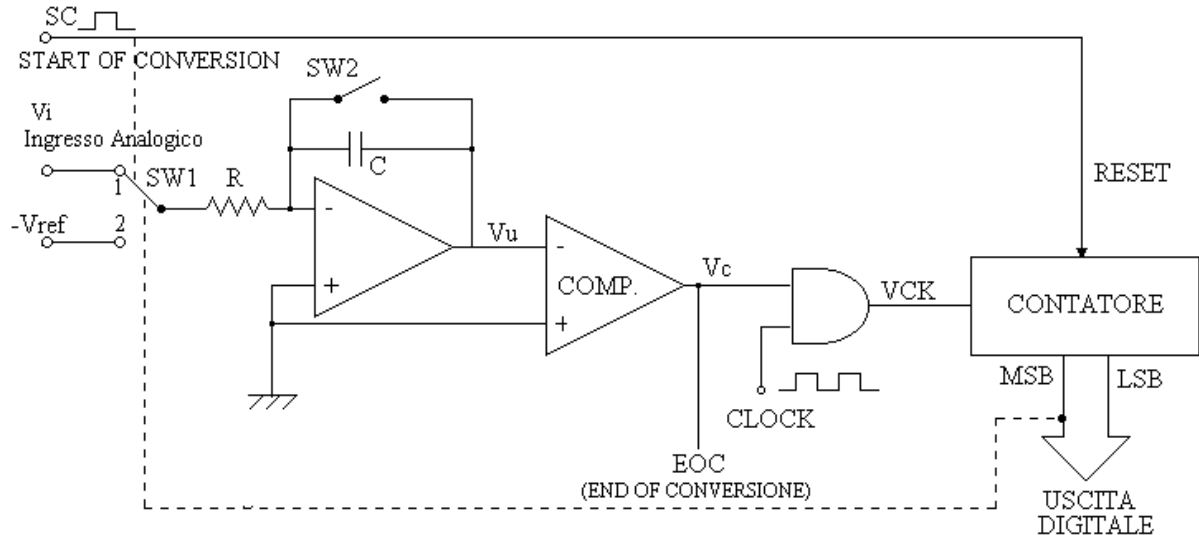 SC
START OF CONVERSION
SW2
Vi
Ingresso Analogico
C
1
SW1
R
RESET
-Vref
2
-
Vu
-
Vc
+
COMP.
VCK
CONTATORE
+
MSB
LSB
CLOCK
EOC
(END OF CONVERSIONE)
USCITA
DIGITALE